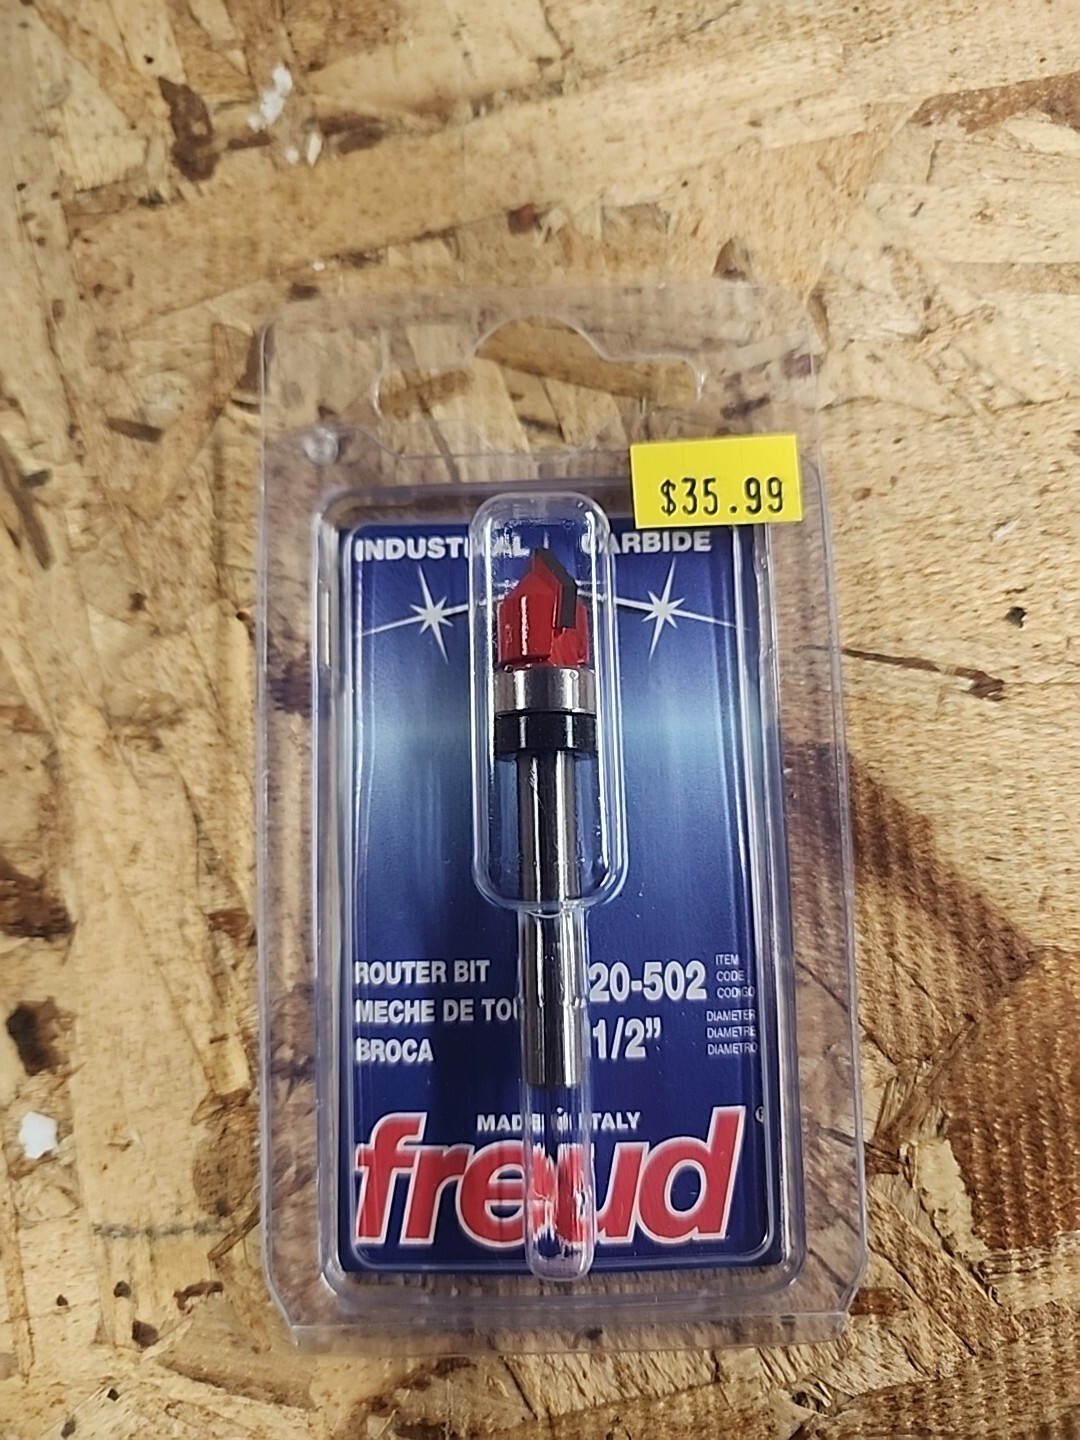 $35.99
INDUSTRIAL CARBIDE
ROUTER BIT
MECHE DE TOU
BROCA
20-502
ITEM
CODE
CODIGO
1/2”
DIAMETER
DIAMETRE
DIAMETRO
MADE IN ITALY
freud